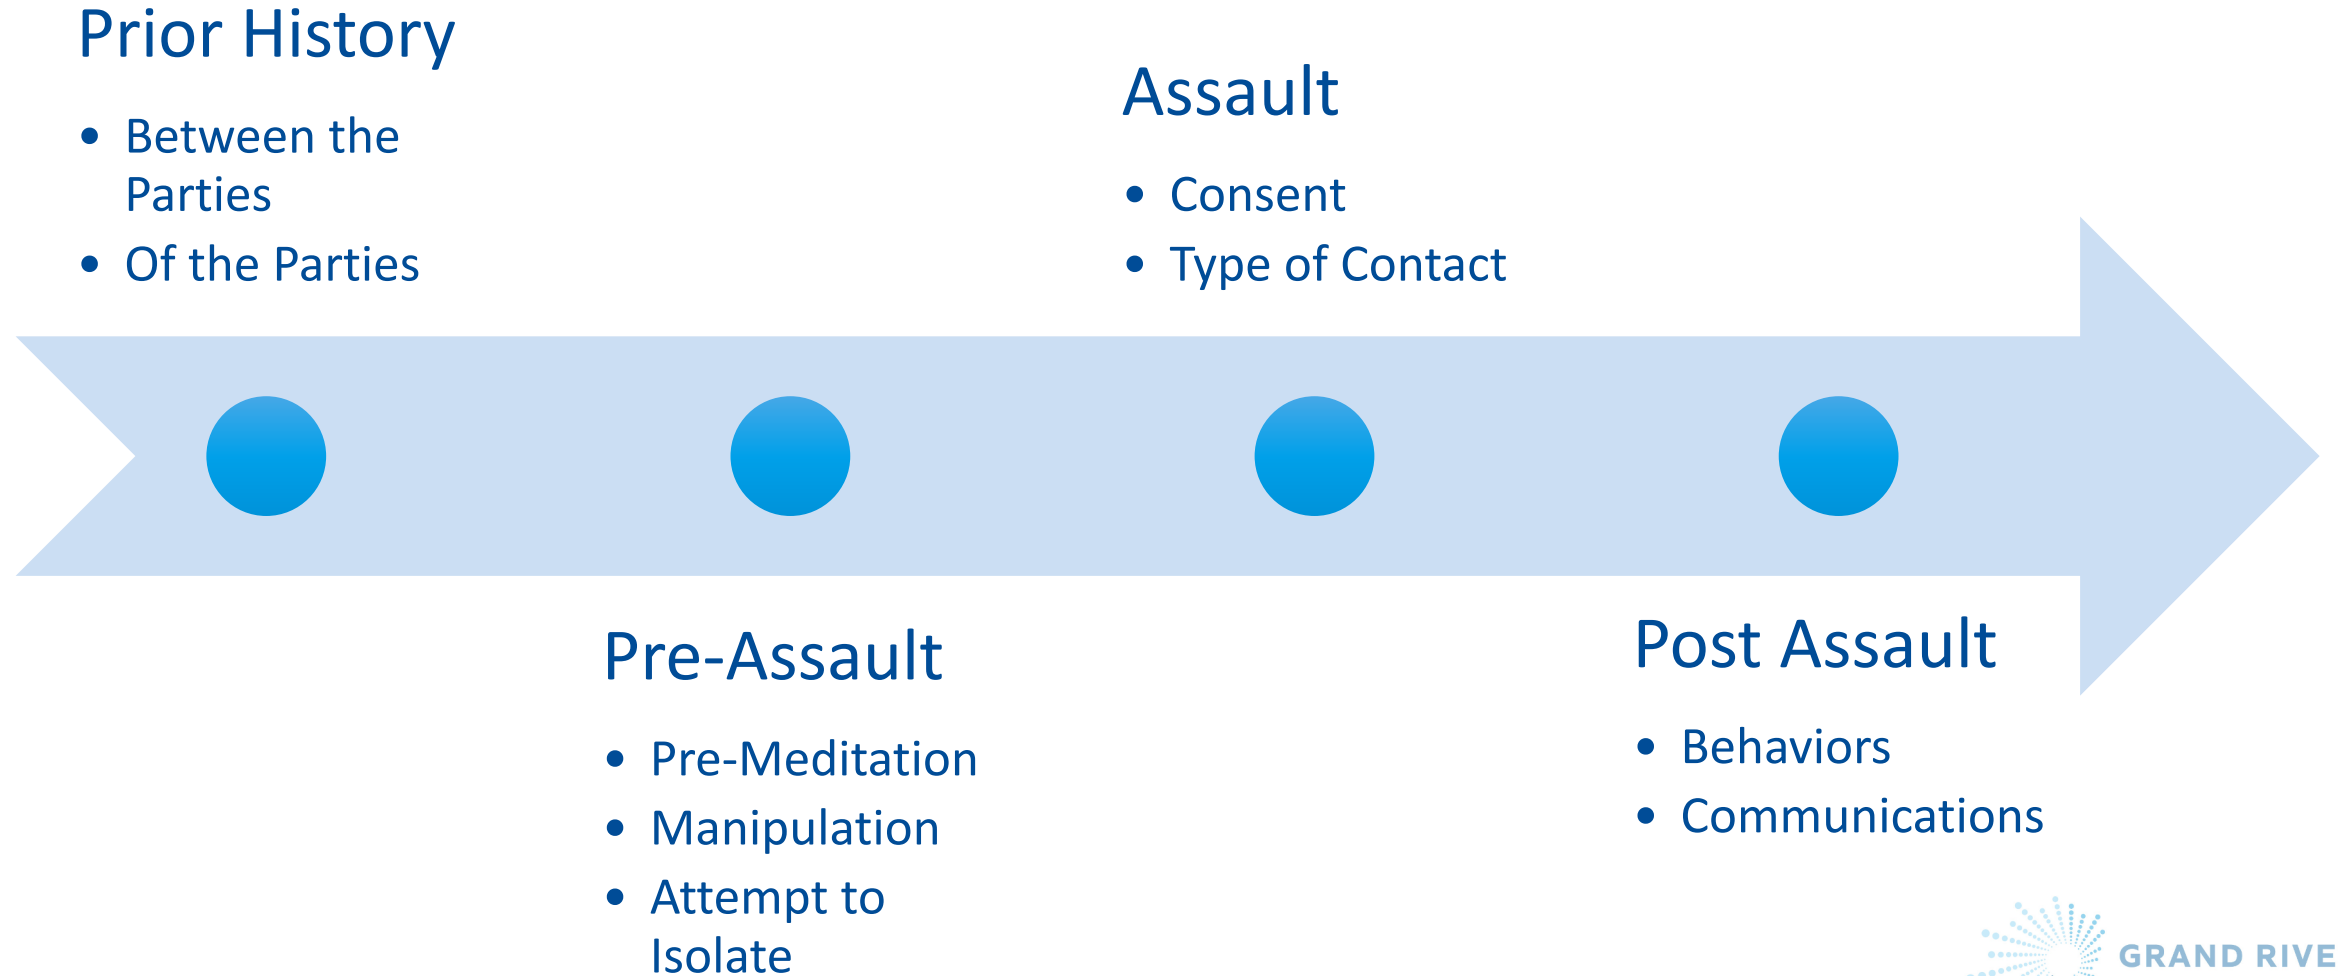 Prior History
• Between the
Parties
• Of the Parties
Assault
• Consent
• Type of Contact
Pre-Assault
• Pre-Meditation
• Manipulation
• Attempt to
Isolate
Post Assault
• Behaviors
• Communications
GRAND RIVE